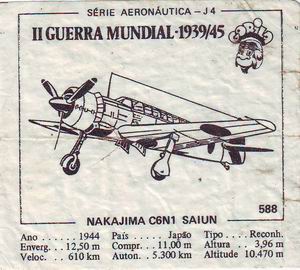 SÉRIE AERONÁUTICA - J4
II GUERRA MUNDIAL - 1939/45
588
NAKAJIMA C6N1 SAIUN
Ano . . . . . . 1944 País . . . . . Japão Tipo . . . . Reconh.
Enverg. . . . 12,50 m Compr. . . 11,00 m Altura . . . . 3,96 m
Veloc. . . . 610 km Auton. . 5.300 km Altitude 10.470 m